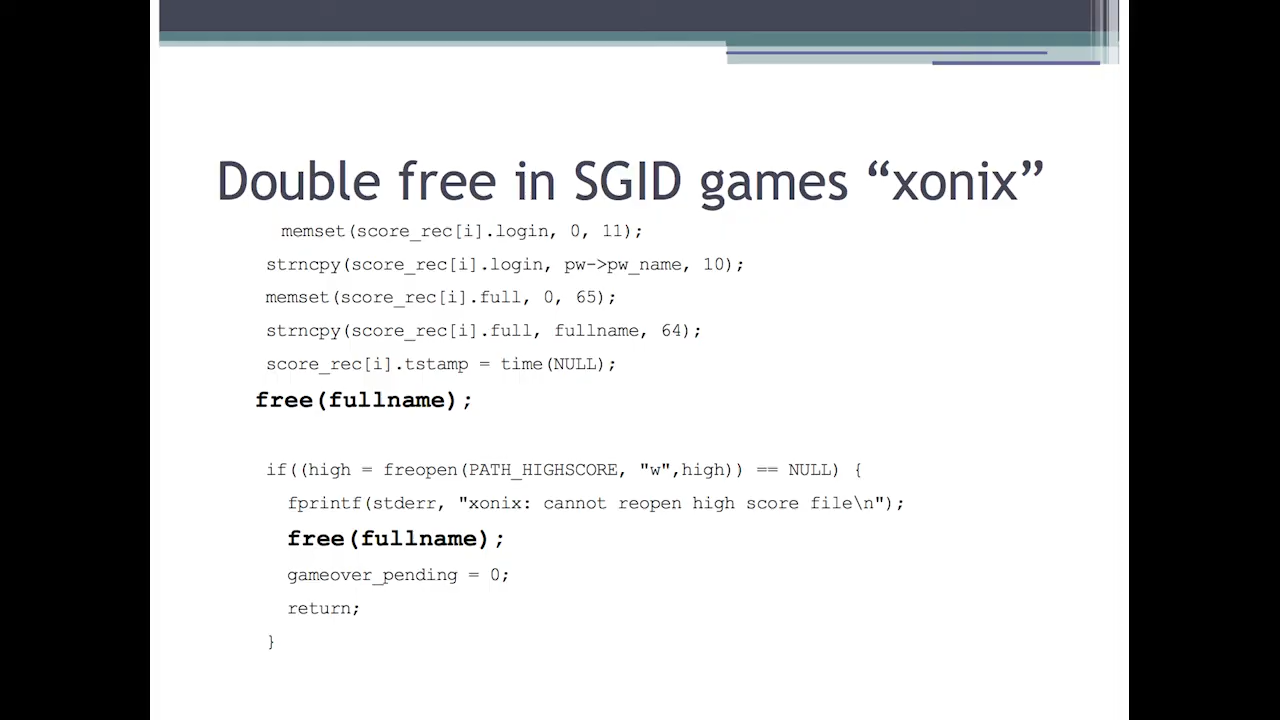 Double free in SGID games “xonix”
memset(score_rec[i].login, 0, 11);
strncpy(score_rec[i].login, pw->pw_name, 10);
memset(score_rec[i].full, 0, 65);
strncpy(score_rec[i].full, fullname, 64);
score_rec[i].tstamp = time(NULL);
free(fullname);
if((high = freopen(PATH_HIGHSCORE, "w",high)) == NULL) {
fprintf(stderr, "xonix: cannot reopen high score file\n");
free(fullname);
gameover_pending = 0;
return;
}